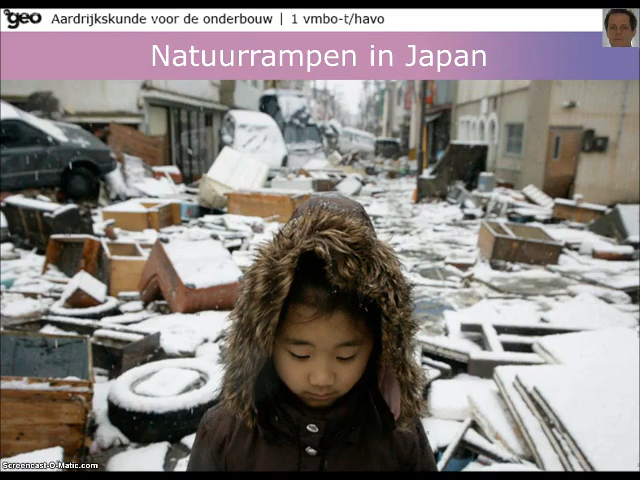 geo Aardrijkskunde voor de onderbouw | 1 vmbo-t/havo
Natuurrampen in Japan
Screencast-O-Matic.com